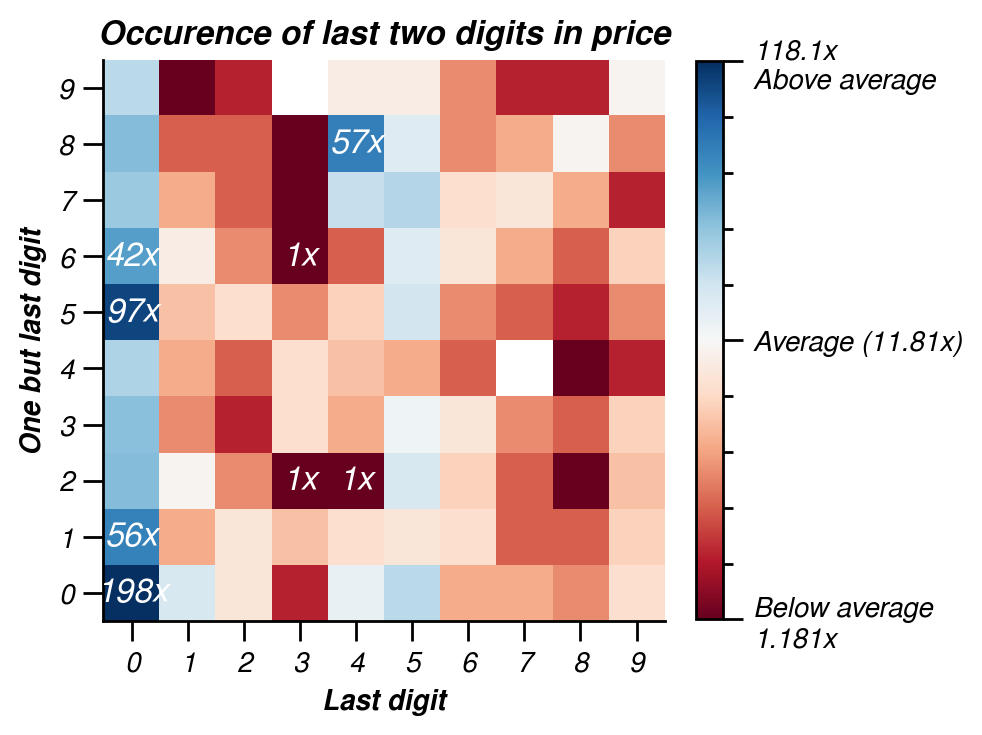 Occurence of last two digits in price
118.1x
Above average
9
8
57x
7
6
42x
1x
5
97x
Average (11.81x)
4
3
2
1x
1x
1
56x
0
198x
Below average
1.181x
0 1 2 3 4 5 6 7 8 9
Last digit
One but last digit